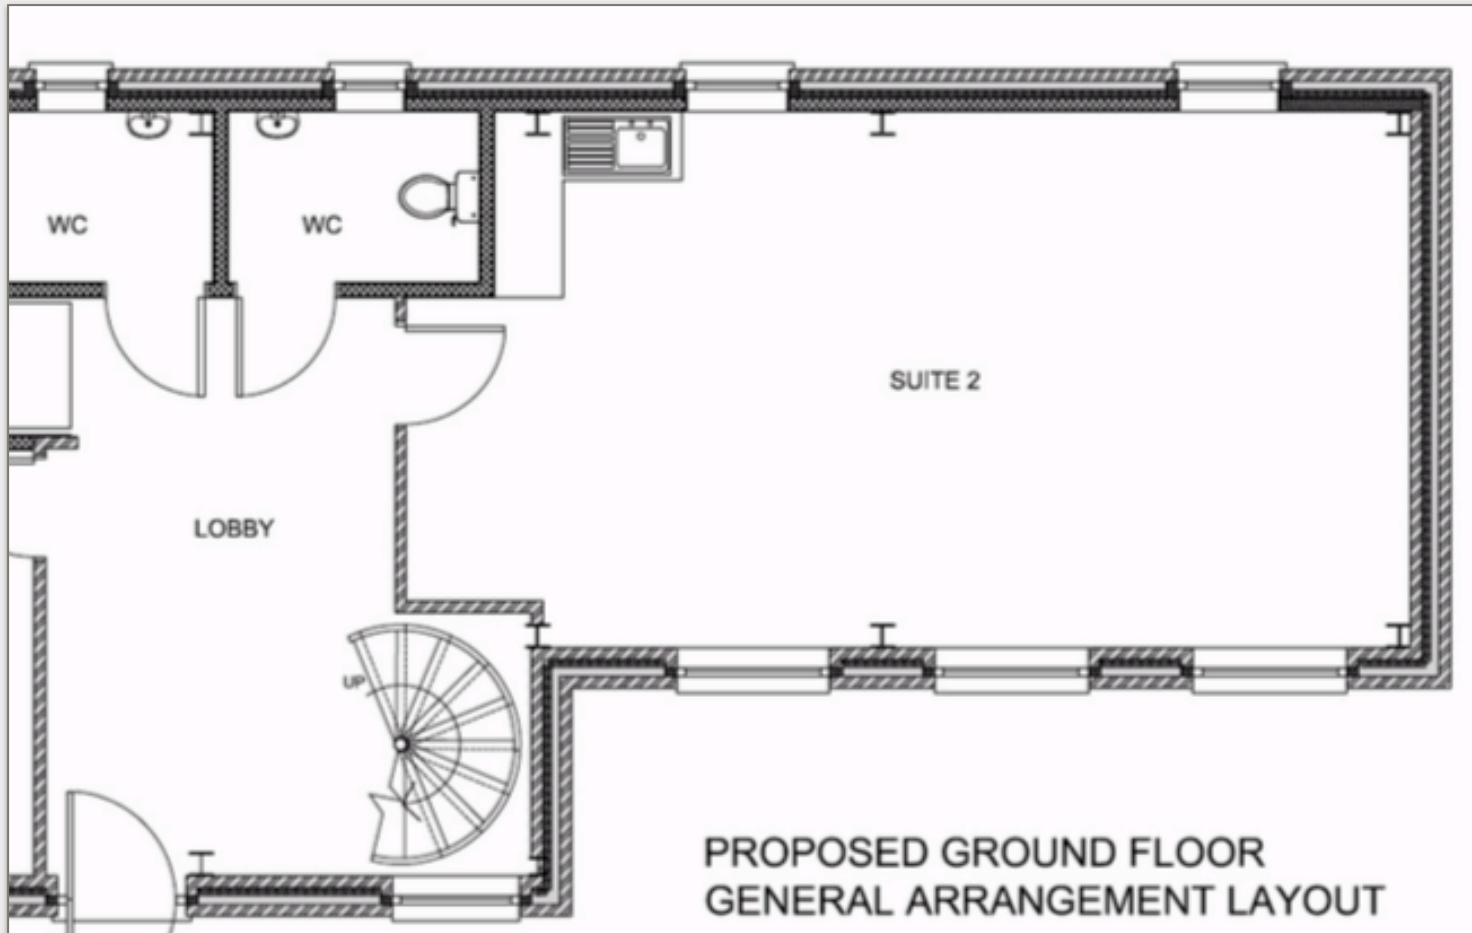 WC
WC
SUITE 2
LOBBY
UP
PROPOSED GROUND FLOOR
GENERAL ARRANGEMENT LAYOUT